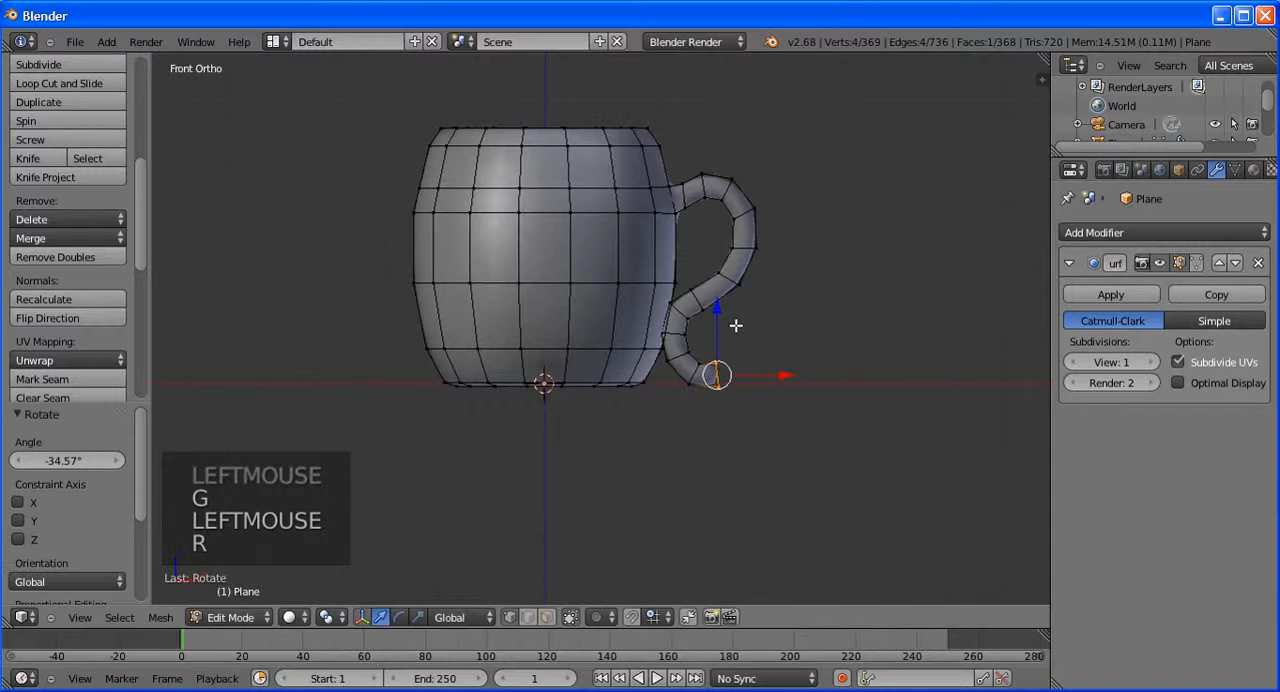 Blender
File Add Render Window Help Default Scene Blender Render v2.68 | Verts:4/369 | Edges:4/736 | Faces:1/368 | Tris:720 | Mem:14.51M (0.11M) | Plane
Subdivide
Loop Cut and Slide
Duplicate
Spin
Screw
Knife Select
Knife Project
Remove:
Delete
Merge
Remove Doubles
Normals:
Recalculate
Flip Direction
UV Mapping:
Unwrap
Mark Seam
Clear Seam
Rotate
Angle
-34.57°
Constraint Axis
X
Y
Z
Orientation
Global
Front Ortho
LEFTMOUSE
G
LEFTMOUSE
R
Last: Rotate
(1) Plane
View Search All Scenes
RenderLayers
World
Camera
Plane
Add Modifier
urf
Apply Copy
Catmull-Clark Simple
Subdivisions: Options:
View: 1 Subdivide UVs
Render: 2 Optimal Display
View Select Mesh Edit Mode Global
-40 -20 0 20 40 60 80 100 120 140 160 180 200 220 240 260 280
View Marker Frame Playback Start: 1 End: 250 1 No Sync